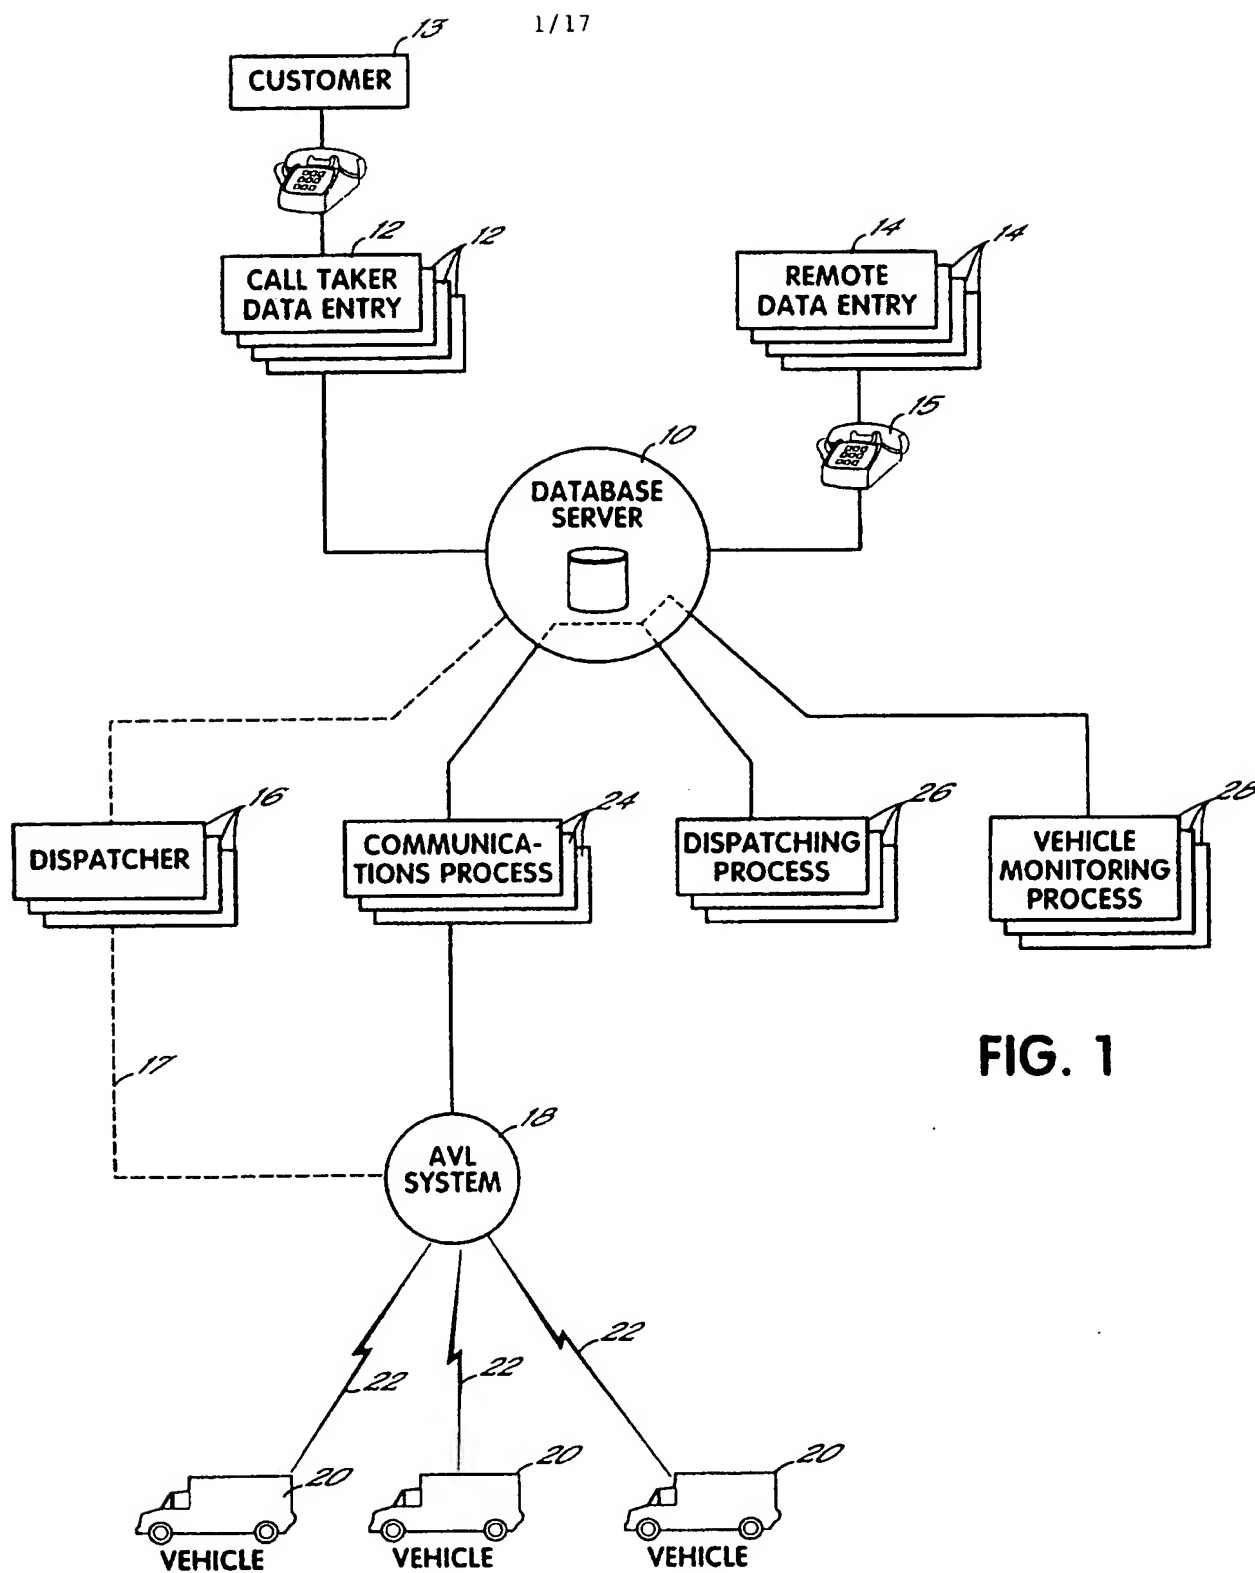 1/17
13
CUSTOMER
12
12
CALL TAKER
DATA ENTRY
14
14
REMOTE
DATA ENTRY
15
10
DATABASE
SERVER
16
DISPATCHER
24
COMMUNICA-
TIONS PROCESS
26
DISPATCHING
PROCESS
28
VEHICLE
MONITORING
PROCESS
FIG. 1
17
18
AVL
SYSTEM
22
22
22
20
VEHICLE
20
VEHICLE
20
VEHICLE